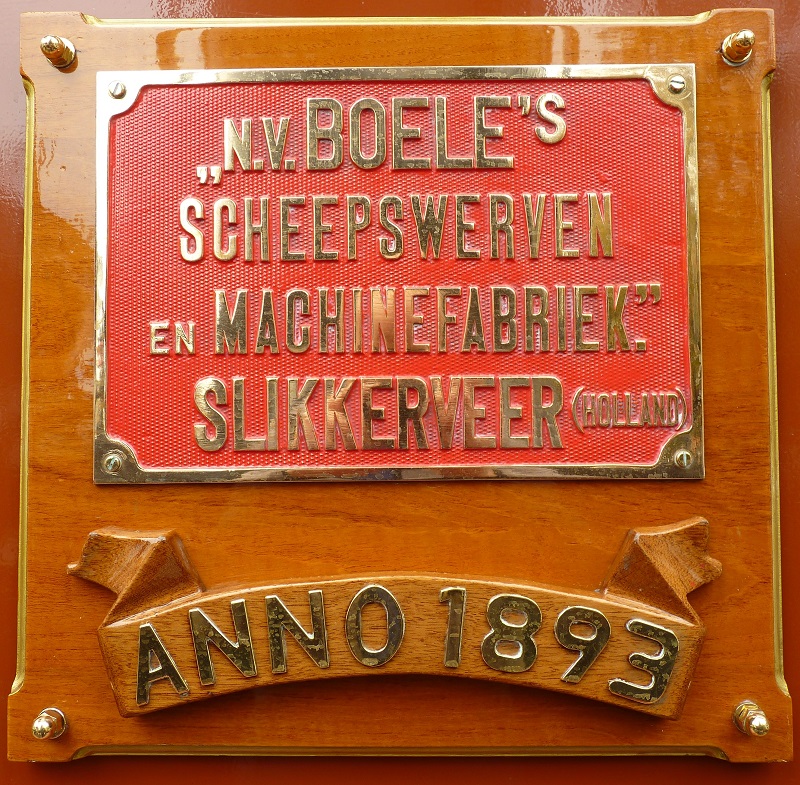 „N.V. BOELE'S
SCHEEPSWERVEN
EN MACHINEFABRIEK.”
SLIKKERVEER (HOLLAND)
ANNO 1893